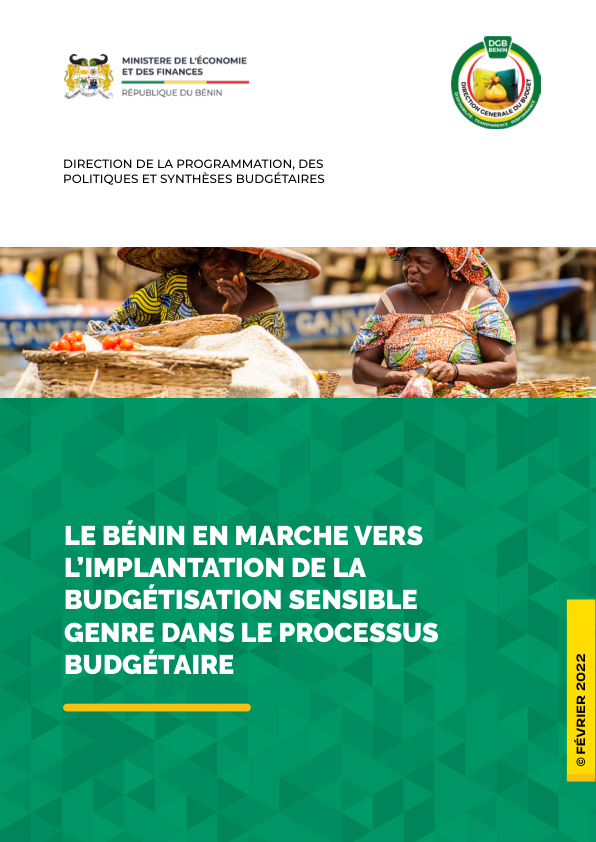 MINISTERE DE L'ÉCONOMIE
ET DES FINANCES
RÉPUBLIQUE DU BÉNIN
DGB
BENIN
DIRECTION GENERALE DU BUDGET
DISPONIBILITÉ - TRANSPARENCE - PERFORMANCE
DIRECTION DE LA PROGRAMMATION, DES
POLITIQUES ET SYNTHÈSES BUDGÉTAIRES
LE BÉNIN EN MARCHE VERS
L'IMPLANTATION DE LA
BUDGÉTISATION SENSIBLE
GENRE DANS LE PROCESSUS
BUDGÉTAIRE
© FÉVRIER 2022